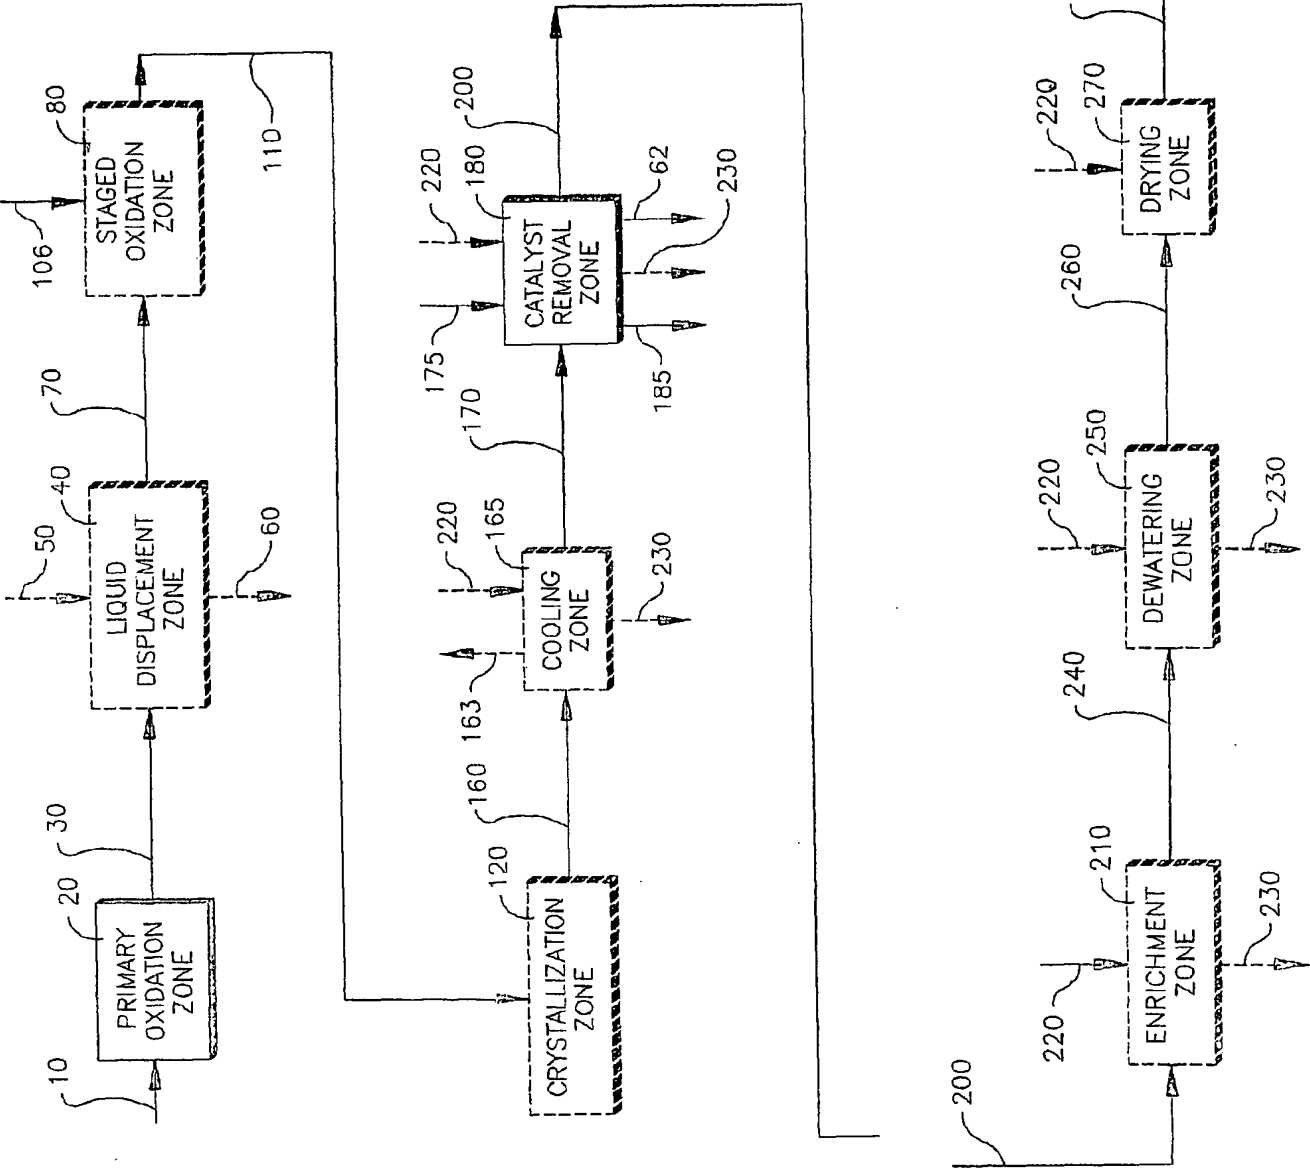 10
20
PRIMARY
OXIDATION
ZONE
30
50
40
LIQUID
DISPLACEMENT
ZONE
60
70
106
80
STAGED
OXIDATION
ZONE
110
120
CRYSTALLIZATION
ZONE
160
163
220
165
COOLING
ZONE
230
170
175
220
180
CATALYST
REMOVAL
ZONE
185
230
62
200
200
220
210
ENRICHMENT
ZONE
230
240
220
250
DEWATERING
ZONE
230
260
220
270
DRYING
ZONE